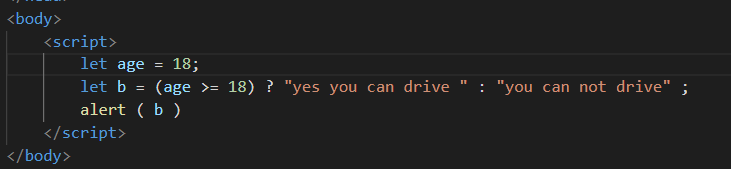 <body>
<script>
let age = 18;
let b = (age >= 18) ? "yes you can drive " : "you can not drive" ;
alert ( b )
</script>
</body>